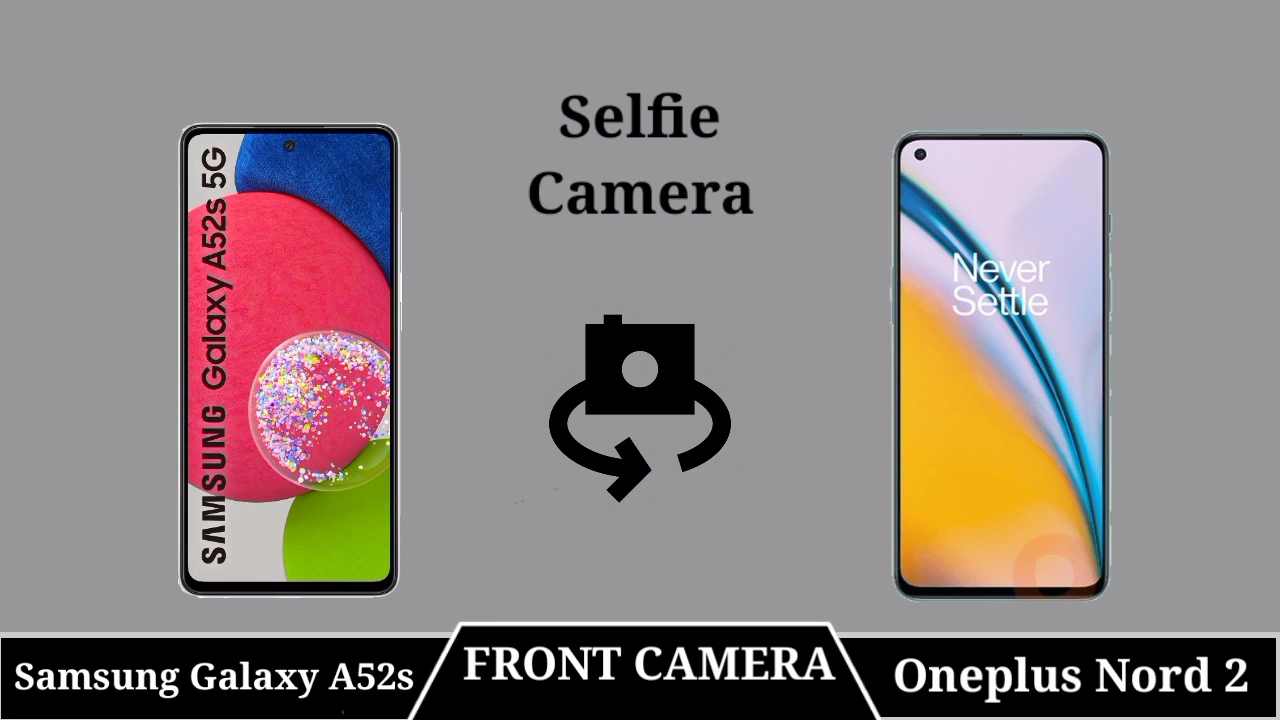 Selfie
Camera
SAMSUNG Galaxy A52s 5G
Never
Settle
Samsung Galaxy A52s
FRONT CAMERA
Oneplus Nord 2